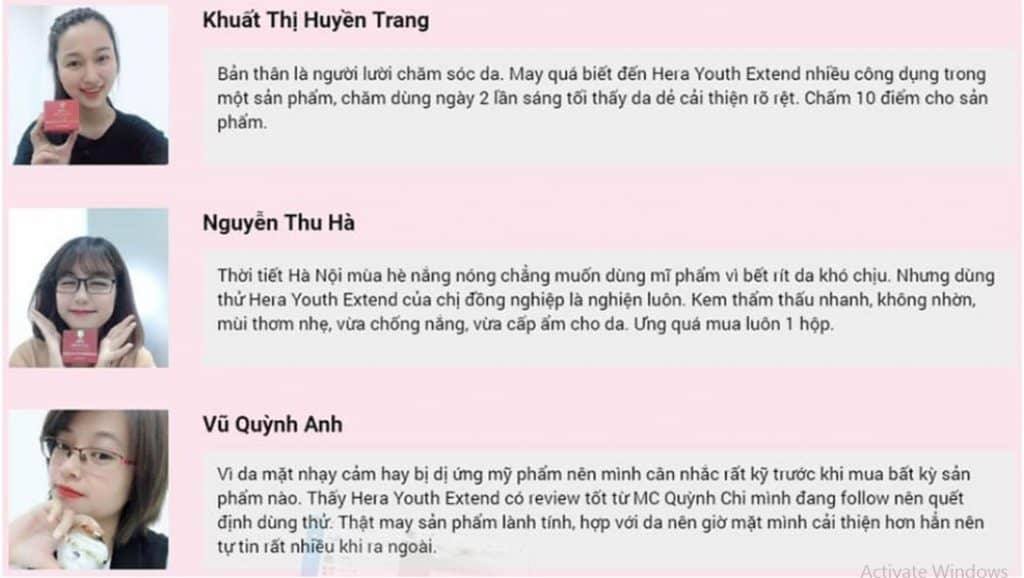 Khuất Thị Huyền Trang
Bản thân là người lười chăm sóc da. May quá biết đến Hera Youth Extend nhiều công dụng trong
một sản phẩm, chăm dùng ngày 2 lần sáng tối thấy da dẻ cải thiện rõ rệt. Chấm 10 điểm cho sản
phẩm.
Nguyễn Thu Hà
Thời tiết Hà Nội mùa hè nắng nóng chẳng muốn dùng mĩ phẩm vì bết rít da khó chịu. Nhưng dùng
thử Hera Youth Extend của chị đồng nghiệp là nghiện luôn. Kem thẩm thấu nhanh, không nhờn,
mùi thơm nhẹ, vừa chống nắng, vừa cấp ẩm cho da. Ưng quá mua luôn 1 hộp.
Vũ Quỳnh Anh
Vì da mặt nhạy cảm hay bị dị ứng mỹ phẩm nên mình cân nhắc rất kỹ trước khi mua bất kỳ sản
phẩm nào. Thấy Hera Youth Extend có review tốt từ MC Quỳnh Chi mình đang follow nên quết
định dùng thử. Thật may sản phẩm lành tính, hợp với da nên giờ mặt mình cải thiện hơn hẳn nên
tự tin rất nhiều khi ra ngoài.
Activate Windows